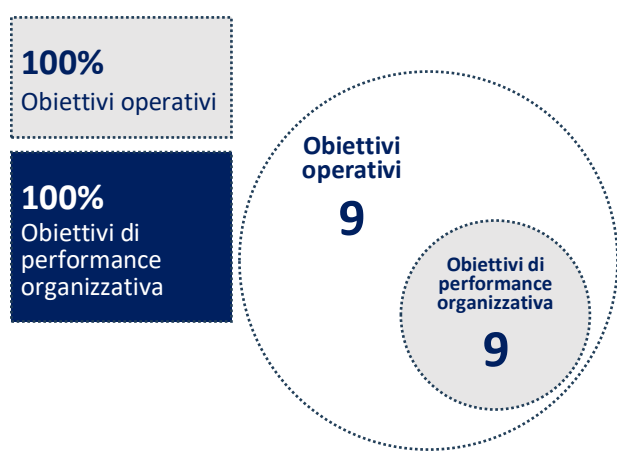 100%
Obiettivi operativi
100%
Obiettivi di
performance
organizzativa
Obiettivi
operativi
9
Obiettivi di
performance
organizzativa
9